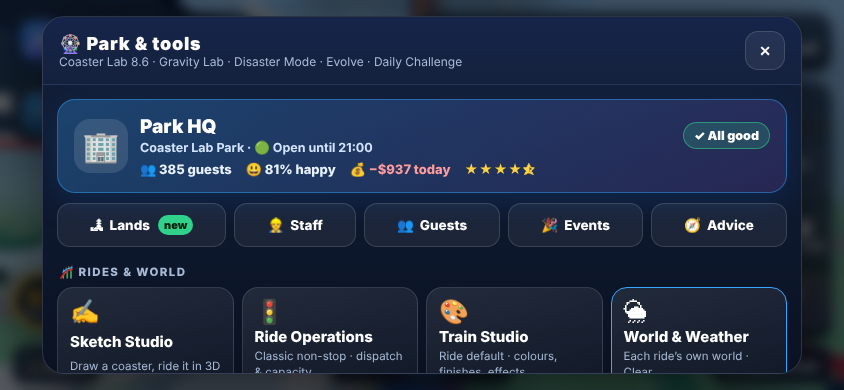 Park & tools
Coaster Lab 8.6 · Gravity Lab · Disaster Mode · Evolve · Daily Challenge
Park HQ
Coaster Lab Park · Open until 21:00
385 guests 81% happy −$937 today
✓ All good
Lands new Staff Guests Events Advice
RIDES & WORLD
Sketch Studio
Draw a coaster, ride it in 3D
Ride Operations
Classic non-stop · dispatch
& capacity
Train Studio
Ride default · colours,
finishes, effects
World & Weather
Each ride's own world ·
Clear